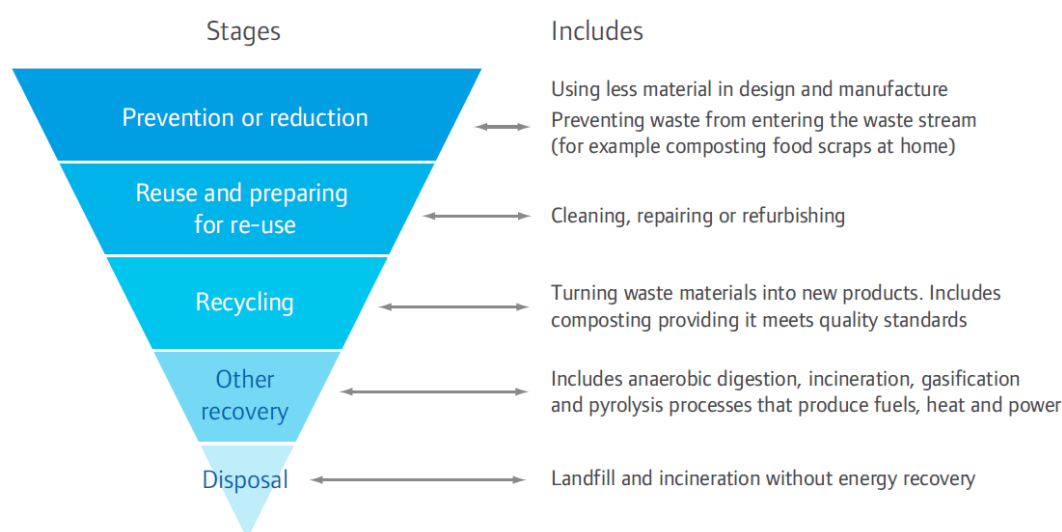 Stages
Includes
Prevention or reduction
Using less material in design and manufacture
Preventing waste from entering the waste stream
(for example composting food scraps at home)
Reuse and preparing
for re-use
Cleaning, repairing or refurbishing
Recycling
Turning waste materials into new products. Includes
composting providing it meets quality standards
Other
recovery
Includes anaerobic digestion, incineration, gasification
and pyrolysis processes that produce fuels, heat and power
Disposal
Landfill and incineration without energy recovery